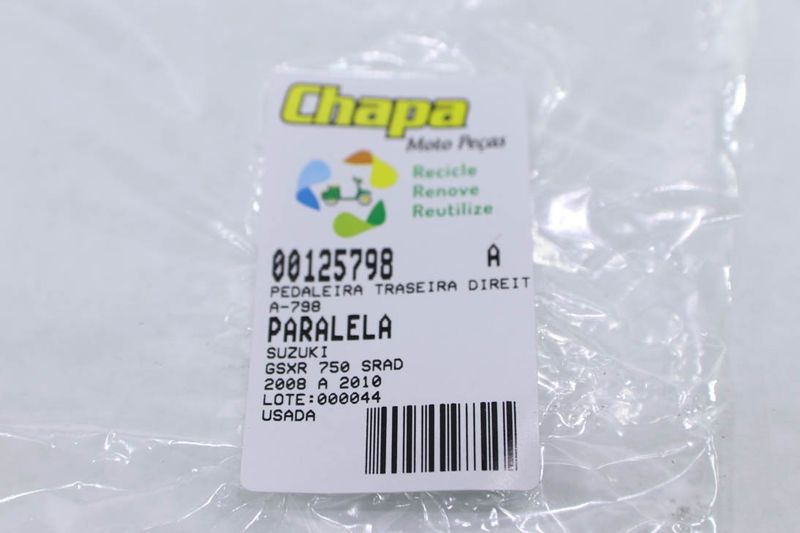 Chapa
Moto Peças
Recicle
Renove
Reutilize
00125798 A
PEDALEIRA TRASEIRA DIREIT
A-798
PARALELA
SUZUKI
GSXR 750 SRAD
2008 A 2010
LOTE:000044
USADA